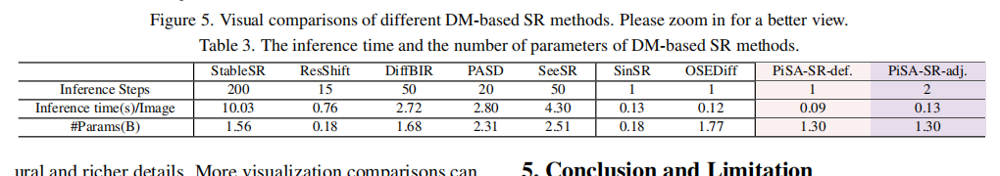 Figure 5. Visual comparisons of different DM-based SR methods. Please zoom in for a better view.
Table 3. The inference time and the number of parameters of DM-based SR methods.
StableSR ResShift DiffBIR PASD SeeSR SinSR OSEDiff PiSA-SR-def. PiSA-SR-adj.
Inference Steps 200 15 50 20 50 1 1 1 2
Inference time(s)/Image 10.03 0.76 2.72 2.80 4.30 0.13 0.12 0.09 0.13
#Params(B) 1.56 0.18 1.68 2.31 2.51 0.18 1.77 1.30 1.30
ural and richer details. More visualization comparisons can
5. Conclusion and Limitation